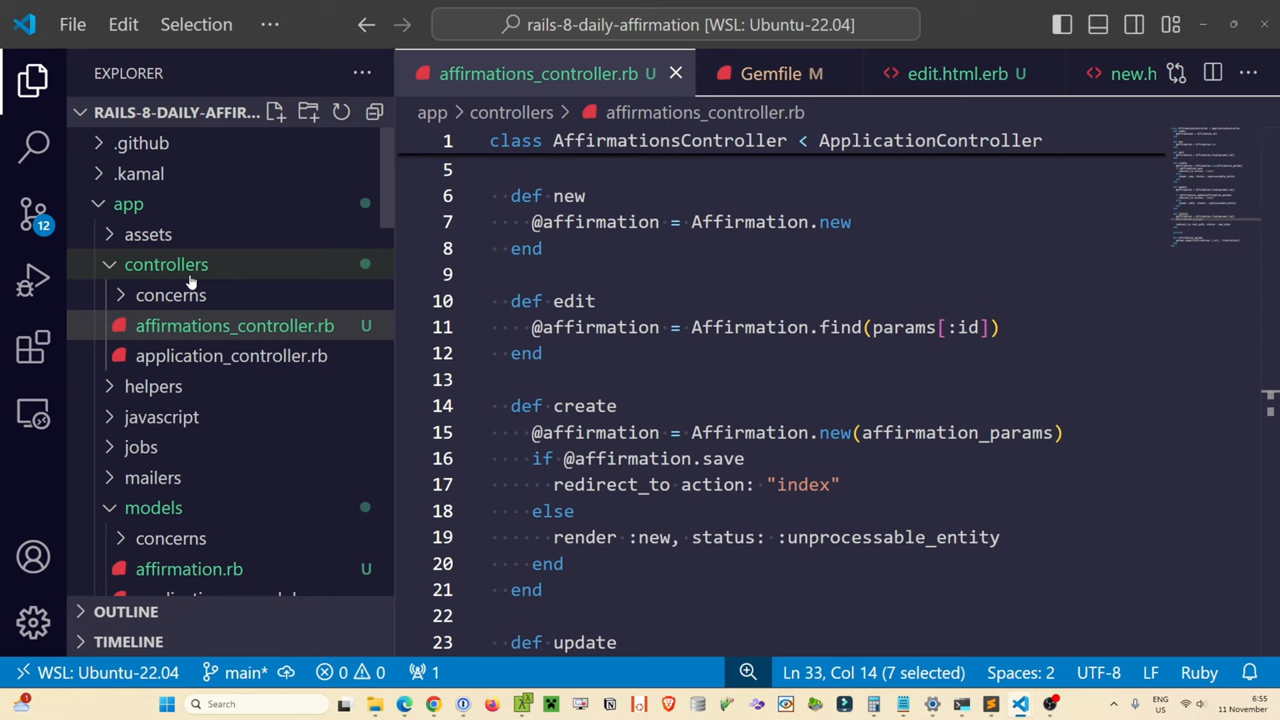 File Edit Selection ··· rails-8-daily-affirmation [WSL: Ubuntu-22.04]
EXPLORER ···
RAILS-8-DAILY-AFFIR...
.github
.kamal
app
assets
controllers
concerns
affirmations_controller.rb U
application_controller.rb
helpers
javascript
jobs
mailers
models
concerns
affirmation.rb U
OUTLINE
TIMELINE
12
affirmations_controller.rb U Gemfile M edit.html.erb U new.h ···
app > controllers > affirmations_controller.rb
1 class AffirmationsController < ApplicationController
5
6 def new
7 @affirmation = Affirmation.new
8 end
9
10 def edit
11 @affirmation = Affirmation.find(params[:id])
12 end
13
14 def create
15 @affirmation = Affirmation.new(affirmation_params)
16 if @affirmation.save
17 redirect_to action: "index"
18 else
19 render :new, status: :unprocessable_entity
20 end
21 end
22
23 def update
WSL: Ubuntu-22.04 main* 0 0 1 Ln 33, Col 14 (7 selected) Spaces: 2 UTF-8 LF Ruby
1 Search ENG 6:55
US 11 November